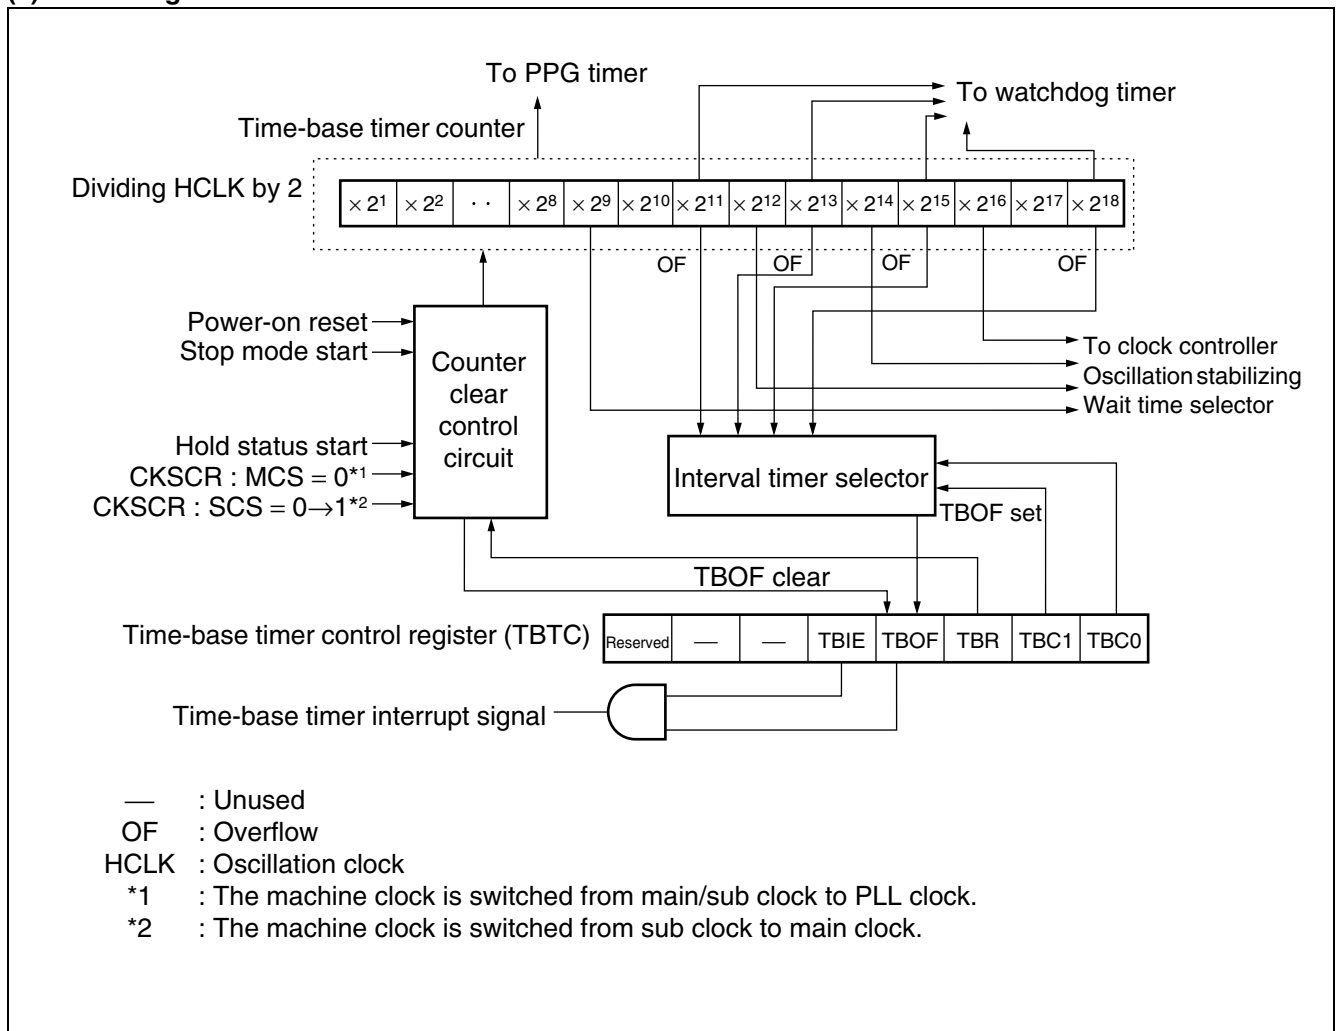 To PPG timer
To watchdog timer
Time-base timer counter
Dividing HCLK by 2
× 2¹ × 2² · · × 2⁸ × 2⁹ × 2¹⁰ × 2¹¹ × 2¹² × 2¹³ × 2¹⁴ × 2¹⁵ × 2¹⁶ × 2¹⁷ × 2¹⁸
OF OF OF OF
Power-on reset
Stop mode start
Hold status start
CKSCR : MCS = 0*1
CKSCR : SCS = 0→1*2
Counter
clear
control
circuit
To clock controller
Oscillation stabilizing
Wait time selector
Interval timer selector
TBOF set
TBOF clear
Time-base timer control register (TBTC)
Reserved — — TBIE TBOF TBR TBC1 TBC0
Time-base timer interrupt signal
— : Unused
OF : Overflow
HCLK : Oscillation clock
*1 : The machine clock is switched from main/sub clock to PLL clock.
*2 : The machine clock is switched from sub clock to main clock.